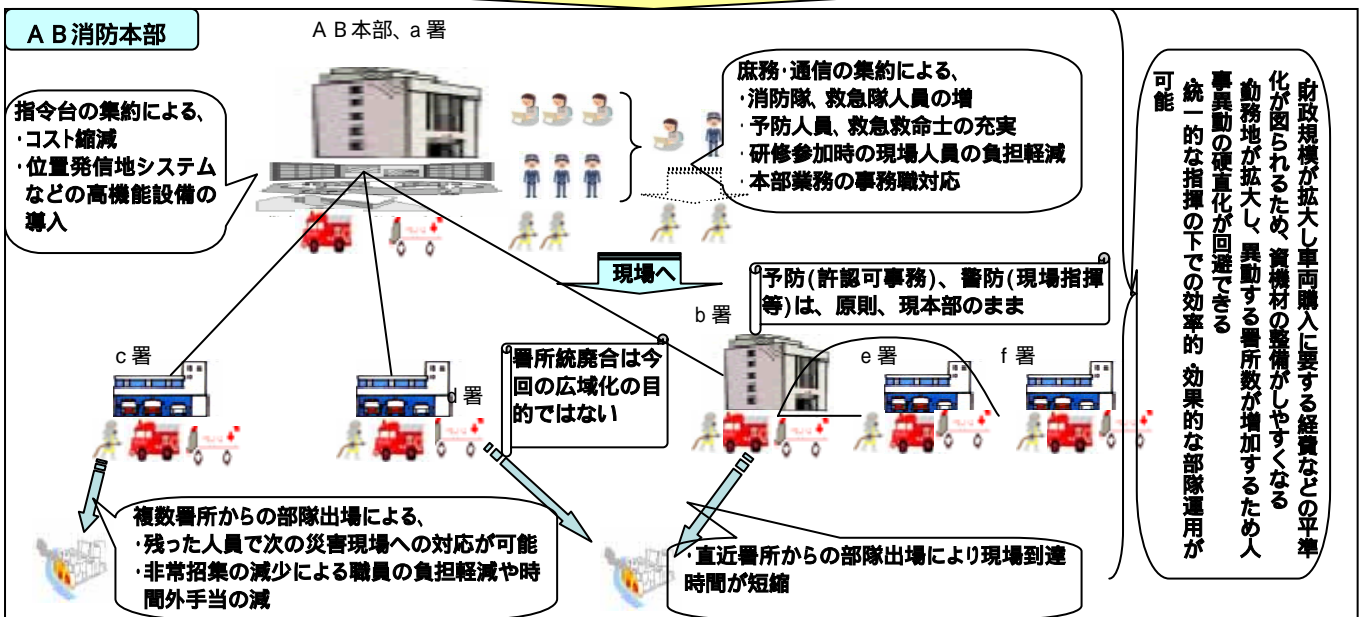 ＡＢ消防本部
ＡＢ本部、a署
指令台の集約による、
・コスト縮減
・位置発信地システム
などの高機能設備の
導入
庶務・通信の集約による、
・消防隊、救急隊人員の増
・予防人員、救急救命士の充実
・研修参加時の現場人員の負担軽減
・本部業務の事務職対応
現場へ
予防(許認可事務)、警防(現場指揮
等)は、原則、現本部のまま
b署
c署
d署
署所統廃合は今
回の広域化の目
的ではない
e署
f署
複数署所からの部隊出場による、
・残った人員で次の災害現場への対応が可能
・非常招集の減少による職員の負担軽減や時
間外手当の減
・直近署所からの部隊出場により現場到達
時間が短縮
・財政規模が拡大し車両購入に要する経費などの平準
化が図られるため、資機材の整備がしやすくなる
・勤務地が拡大し、異動する署所数が増加するため人
事異動の硬直化が回避できる
・統一的な指揮の下での効率的・効果的な部隊運用が
可能